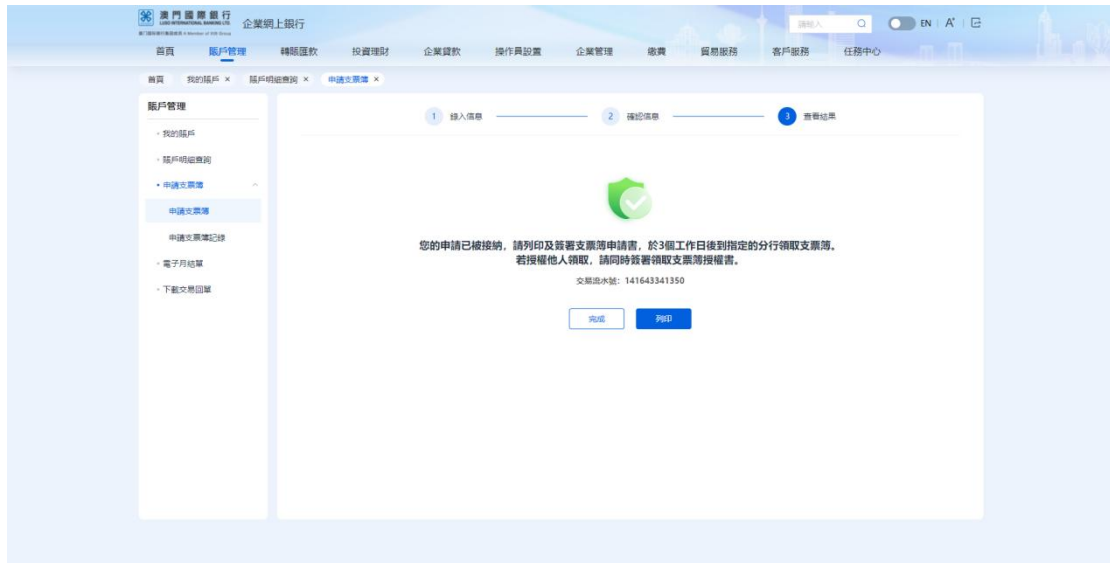 澳門國際銀行
LUSO INTERNATIONAL BANKING LTD.
企業網上銀行
請輸入
EN
A+
首頁 賬戶管理 轉賬匯款 投資理財 企業貸款 操作員設置 企業管理 繳費 貿易服務 客戶服務 任務中心
首頁 我的賬戶 × 賬戶明細查詢 × 申請支票簿 ×
賬戶管理
我的賬戶
賬戶明細查詢
申請支票簿
申請支票簿
申請支票簿記錄
電子月結單
下載交易回單
1 錄入信息 2 確認信息 3 查看結果
您的申請已被接納,請列印及簽署支票簿申請書,於3個工作日後到指定的分行領取支票簿。
若授權他人領取,請同時簽署領取支票簿授權書。
交易流水號:141643341350
完成 列印